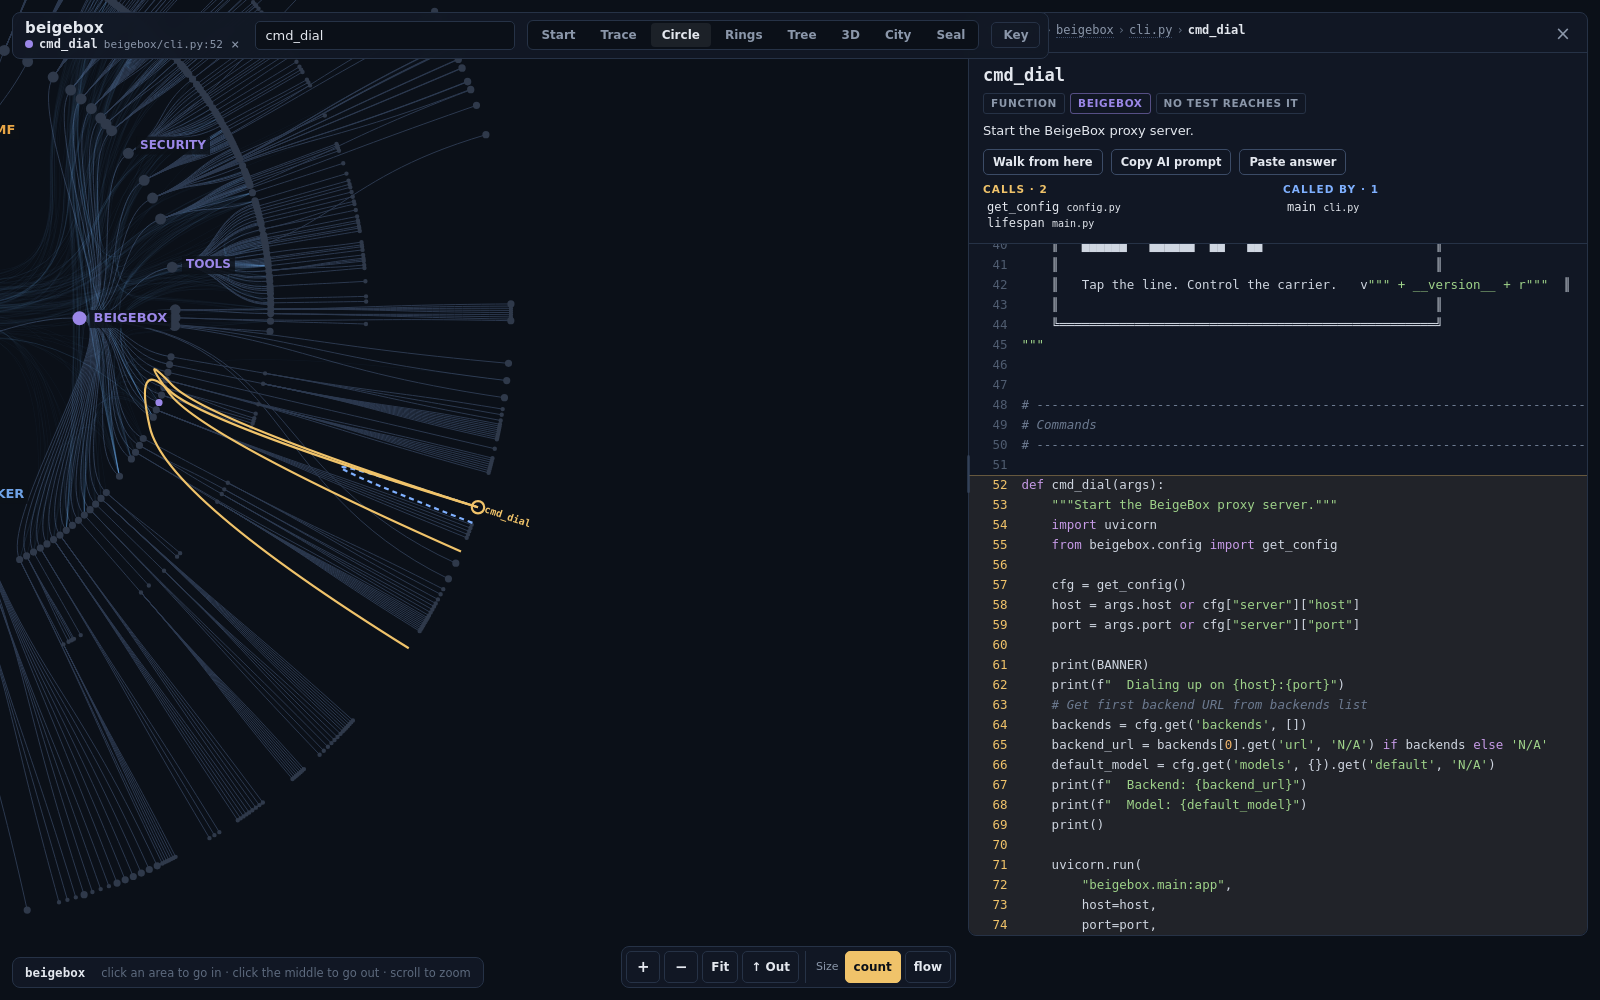 beigebox
cmd_dial beigebox/cli.py:52 ×
cmd_dial
Start Trace Circle Rings Tree 3D City Seal
Key
beigebox › cli.py › cmd_dial
×
cmd_dial
FUNCTION BEIGEBOX NO TEST REACHES IT
Start the BeigeBox proxy server.
Walk from here Copy AI prompt Paste answer
CALLS · 2
get_config config.py
lifespan main.py
CALLED BY · 1
main cli.py
40 ║ ║
41 ║ ║
42 ║ Tap the line. Control the carrier. v""" + __version__ + r""" ║
43 ║ ║
44 ╚═══════════════════════════════════════════════════╝
45 """
46
47
48 # ---------------------------------------------------------------------------
49 # Commands
50 # ---------------------------------------------------------------------------
51
52 def cmd_dial(args):
53 """Start the BeigeBox proxy server."""
54 import uvicorn
55 from beigebox.config import get_config
56
57 cfg = get_config()
58 host = args.host or cfg["server"]["host"]
59 port = args.port or cfg["server"]["port"]
60
61 print(BANNER)
62 print(f"  Dialing up on {host}:{port}")
63 # Get first backend URL from backends list
64 backends = cfg.get('backends', [])
65 backend_url = backends[0].get('url', 'N/A') if backends else 'N/A'
66 default_model = cfg.get('models', {}).get('default', 'N/A')
67 print(f"  Backend: {backend_url}")
68 print(f"  Model: {default_model}")
69 print()
70
71 uvicorn.run(
72 "beigebox.main:app",
73 host=host,
74 port=port,
MF
SECURITY
TOOLS
BEIGEBOX
KER
cmd_dial
beigebox click an area to go in · click the middle to go out · scroll to zoom
+ − Fit ↑ Out Size count flow